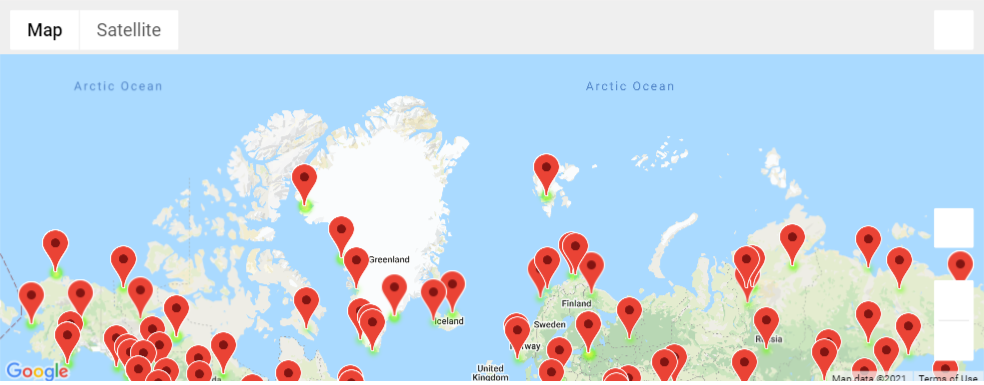 Map Satellite
Arctic Ocean
Arctic Ocean
Greenland
Finland
Iceland
Sweden
Russia
United
Kingdom
Google
Map data ©2021 Terms of Use